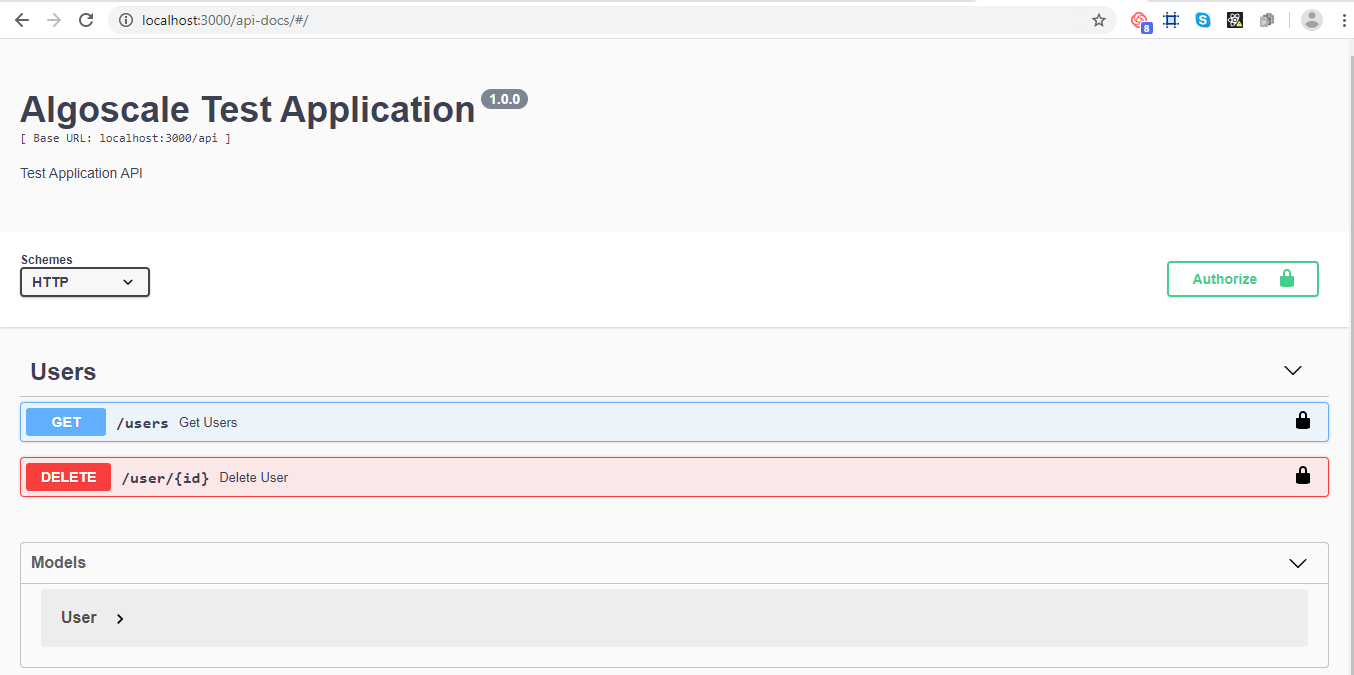 localhost:3000/api-docs/#/
8
Algoscale Test Application 1.0.0
[ Base URL: localhost:3000/api ]
Test Application API
Schemes
HTTP
Authorize
Users
GET /users Get Users
DELETE /user/{id} Delete User
Models
User